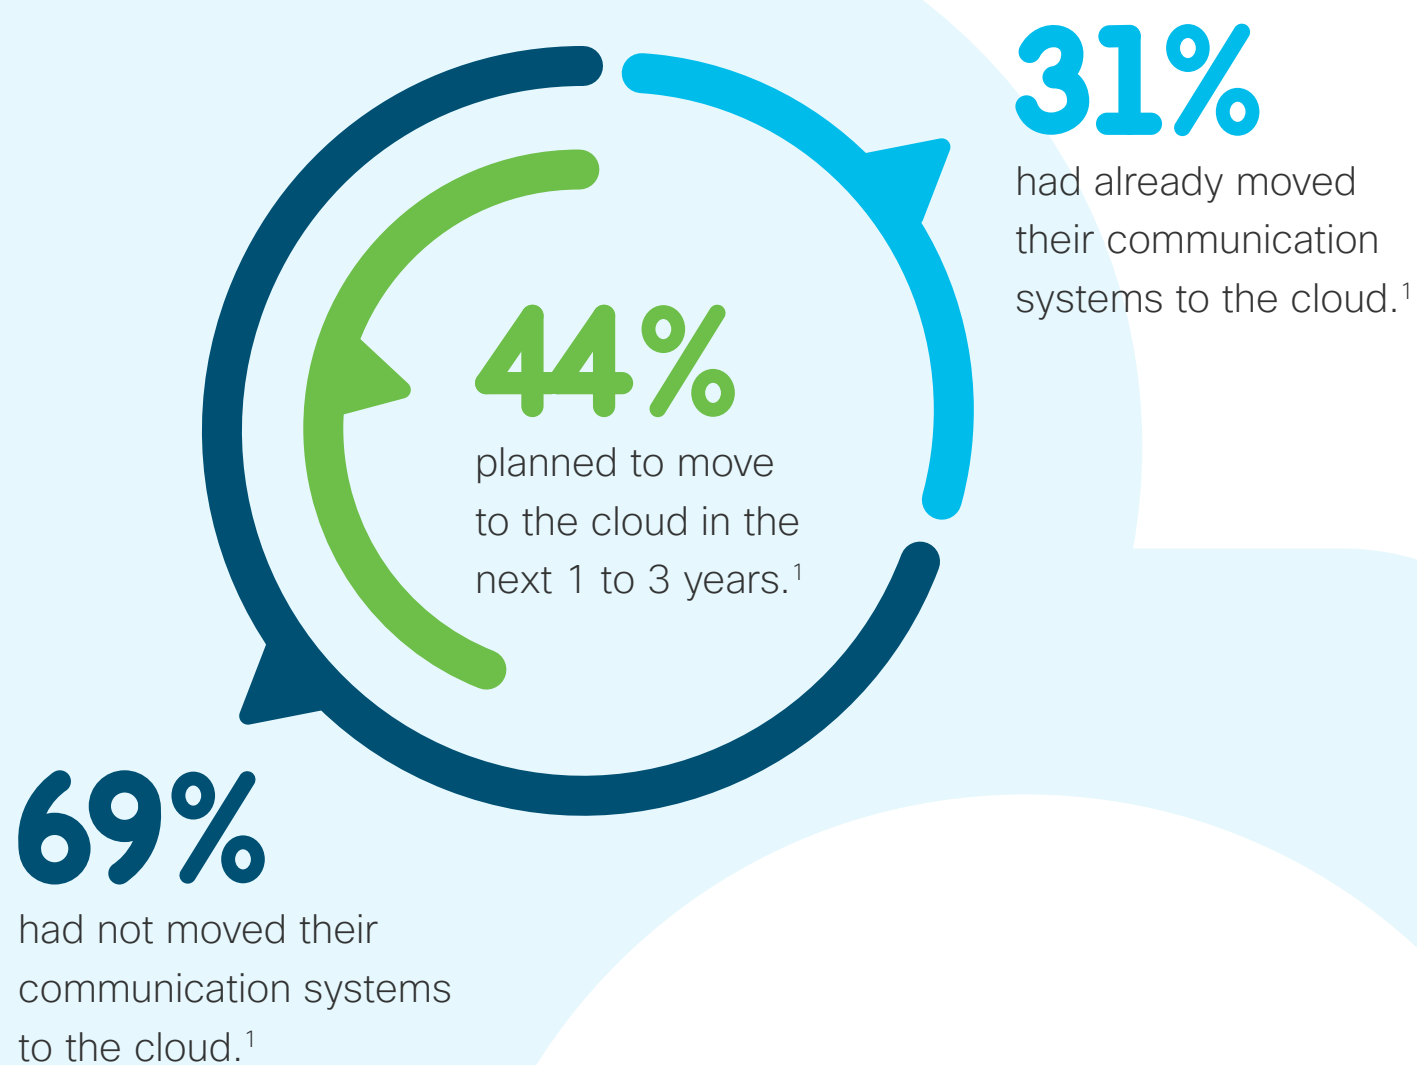 31%
had already moved
their communication
systems to the cloud.¹
44%
planned to move
to the cloud in the
next 1 to 3 years.¹
69%
had not moved their
communication systems
to the cloud.¹